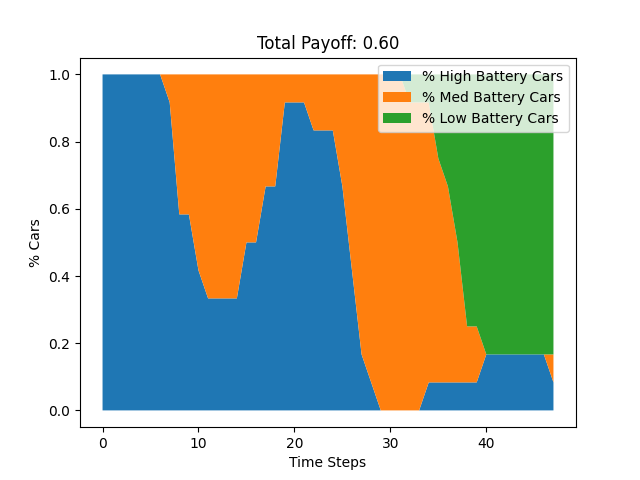 Total Payoff: 0.60
% High Battery Cars
% Med Battery Cars
% Low Battery Cars
1.0
0.8
0.6
0.4
0.2
0.0
% Cars
0 10 20 30 40
Time Steps